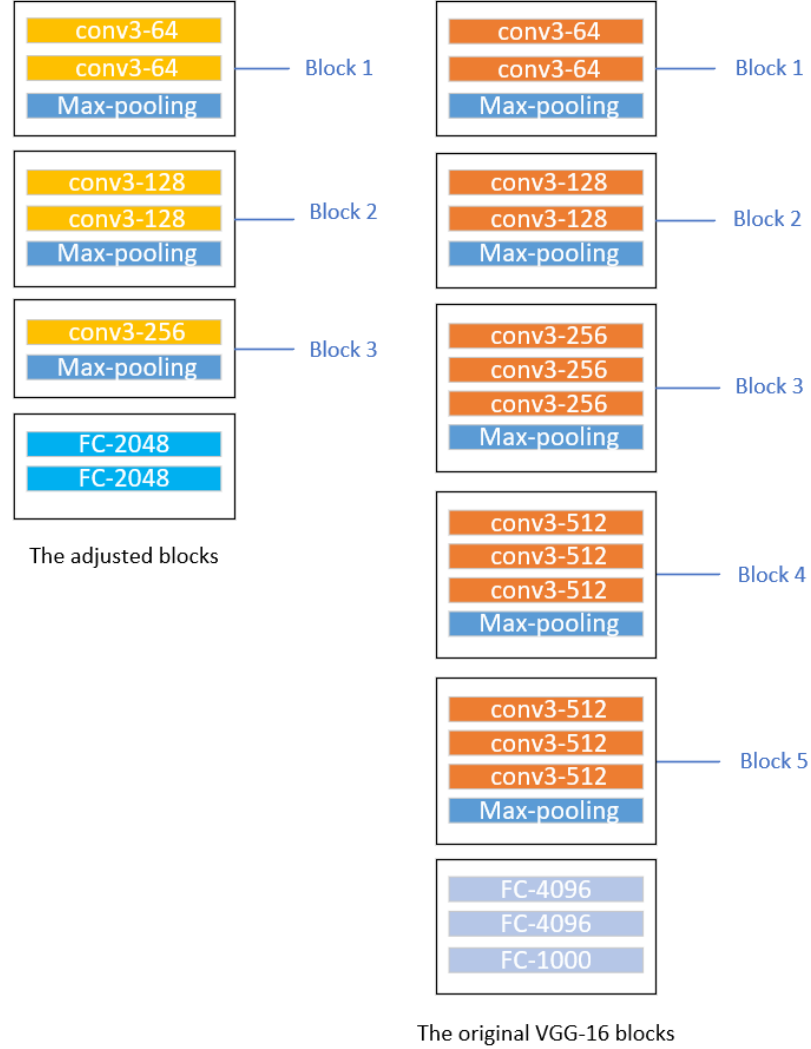 conv3-64
conv3-64
Max-pooling
Block 1
conv3-128
conv3-128
Max-pooling
Block 2
conv3-256
Max-pooling
Block 3
FC-2048
FC-2048
The adjusted blocks
conv3-64
conv3-64
Max-pooling
Block 1
conv3-128
conv3-128
Max-pooling
Block 2
conv3-256
conv3-256
conv3-256
Max-pooling
Block 3
conv3-512
conv3-512
conv3-512
Max-pooling
Block 4
conv3-512
conv3-512
conv3-512
Max-pooling
Block 5
FC-4096
FC-4096
FC-1000
The original VGG-16 blocks